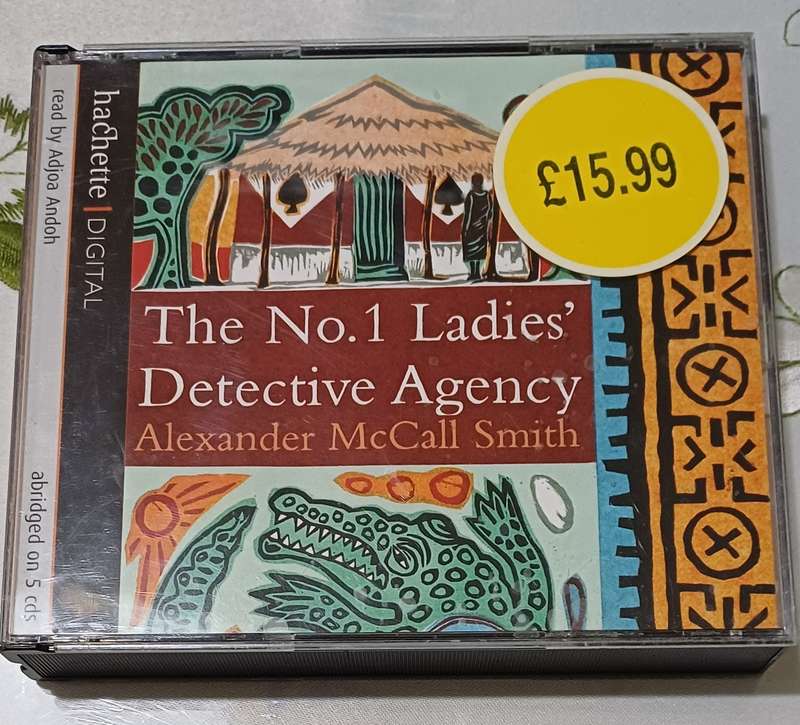 hachette | DIGITAL
read by Adjoa Andoh
abridged on 5 cds
£15.99
The No.1 Ladies’
Detective Agency
Alexander McCall Smith